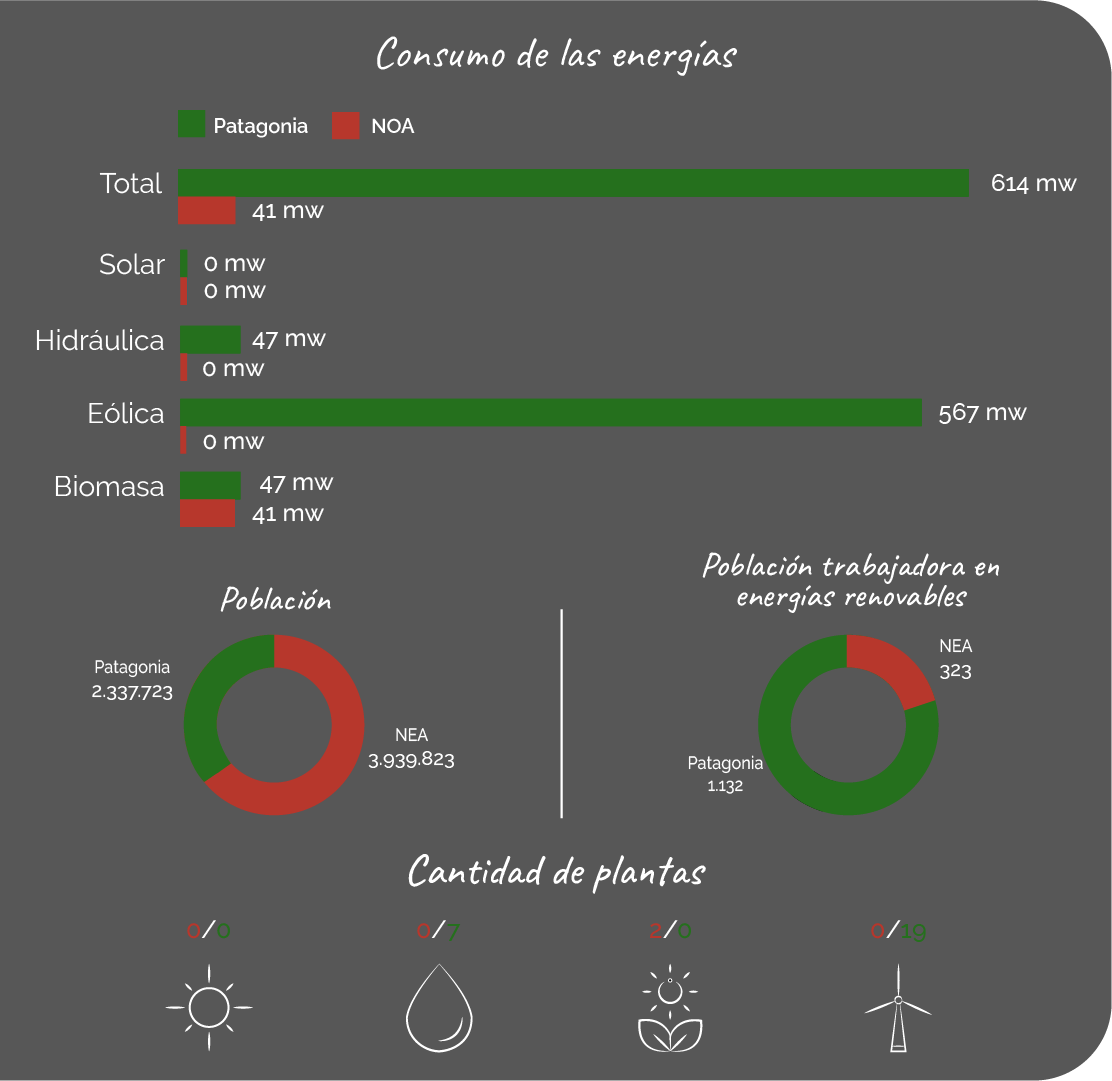 Consumo de las energías
Patagonia NOA
Total 614 mw
41 mw
Solar 0 mw
0 mw
Hidráulica 47 mw
0 mw
Eólica 567 mw
0 mw
Biomasa 47 mw
41 mw
Población
Patagonia
2.337.723
NEA
3.939.823
Población trabajadora en
energías renovables
NEA
323
Patagonia
1.132
Cantidad de plantas
0/0 0/7 2/0 0/19